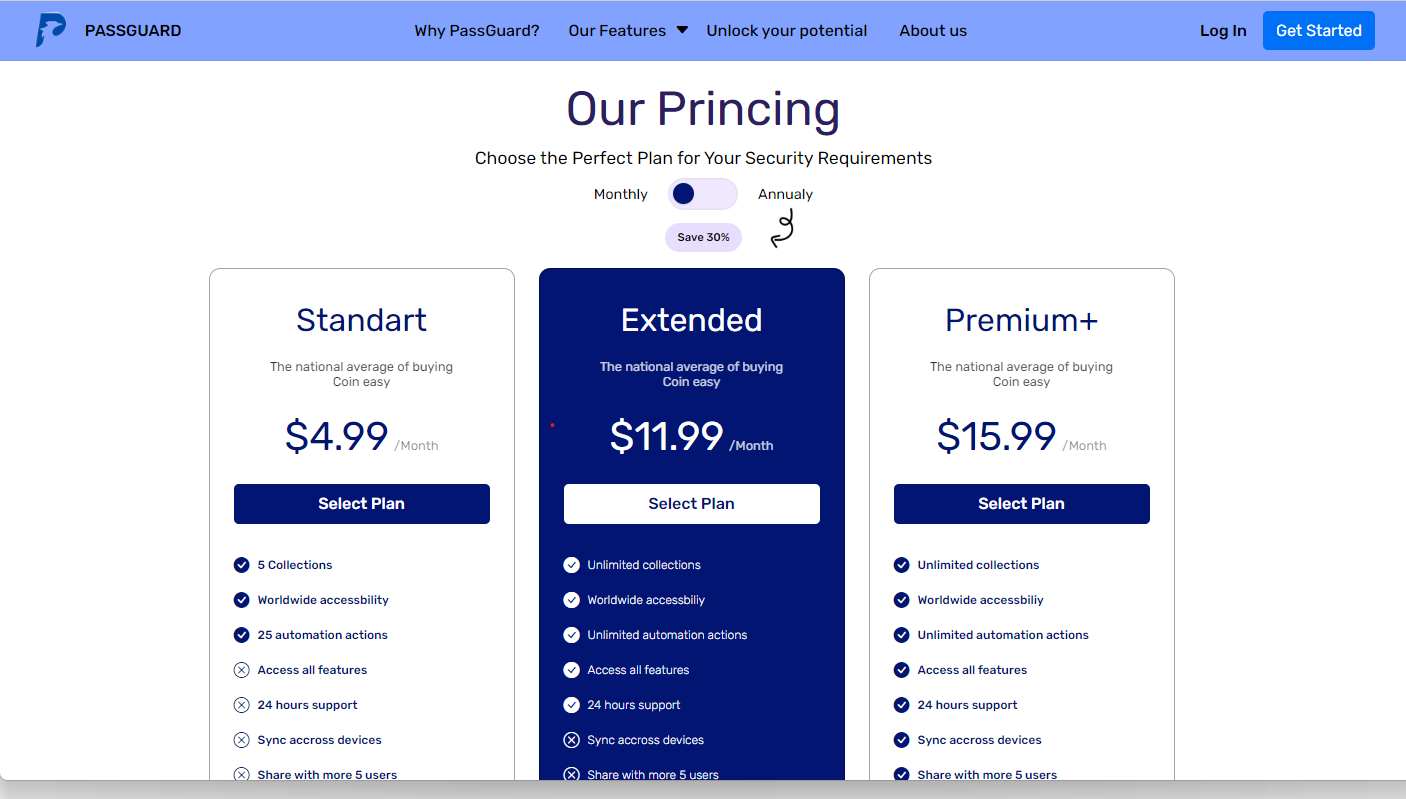 PASSGUARD
Why PassGuard?
Our Features
Unlock your potential
About us
Log In
Get Started
Our Princing
Choose the Perfect Plan for Your Security Requirements
Monthly
Annualy
Save 30%
Standart
The national average of buying
Coin easy
$4.99 /Month
Select Plan
5 Collections
Worldwide accessbility
25 automation actions
Access all features
24 hours support
Sync accross devices
Share with more 5 users
Extended
The national average of buying
Coin easy
$11.99 /Month
Select Plan
Unlimited collections
Worldwide accessbiliy
Unlimited automation actions
Access all features
24 hours support
Sync accross devices
Share with more 5 users
Premium+
The national average of buying
Coin easy
$15.99 /Month
Select Plan
Unlimited collections
Worldwide accessbiliy
Unlimited automation actions
Access all features
24 hours support
Sync accross devices
Share with more 5 users